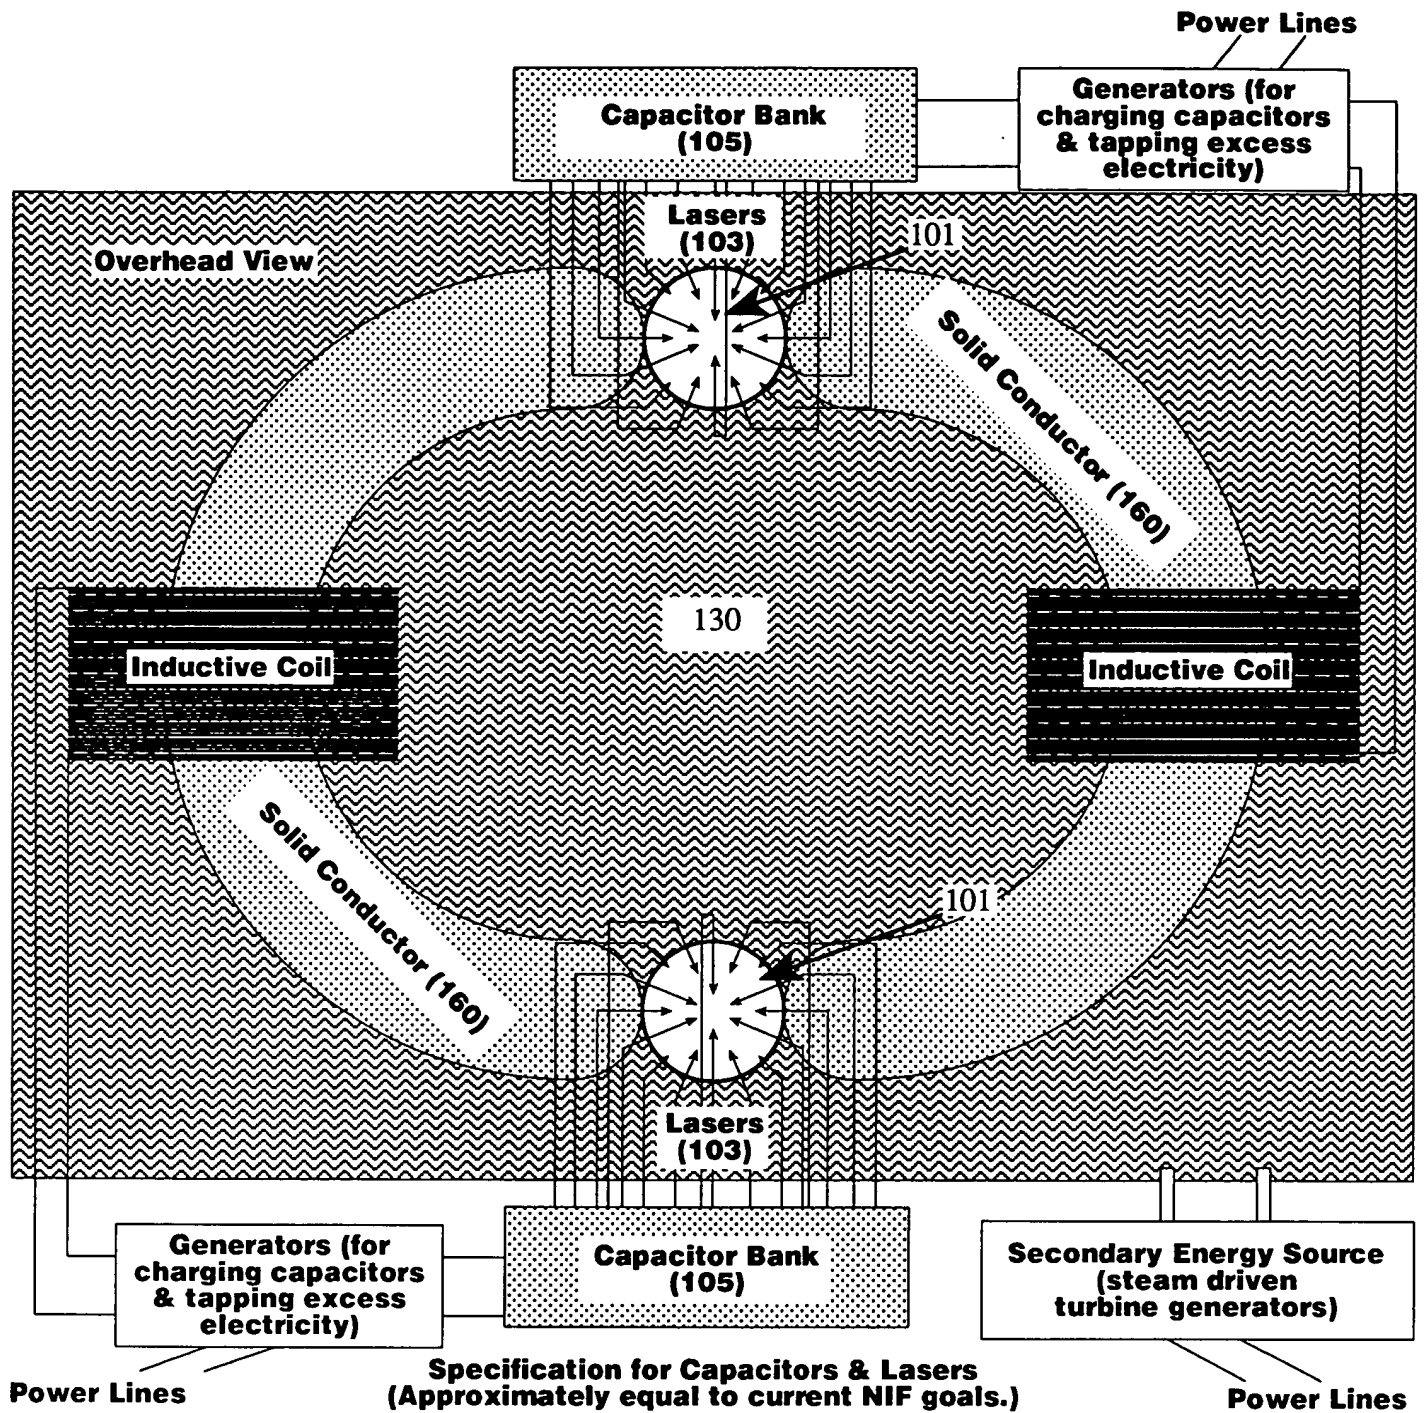 Power Lines
Capacitor Bank
(105)
Generators (for
charging capacitors
& tapping excess
electricity)
Lasers
(103)
101
Overhead View
Solid Conductor (160)
130
Inductive Coil
Inductive Coil
Solid Conductor (160)
101
Lasers
(103)
Generators (for
charging capacitors
& tapping excess
electricity)
Capacitor Bank
(105)
Secondary Energy Source
(steam driven
turbine generators)
Specification for Capacitors & Lasers
(Approximately equal to current NIF goals.)
Power Lines
Power Lines